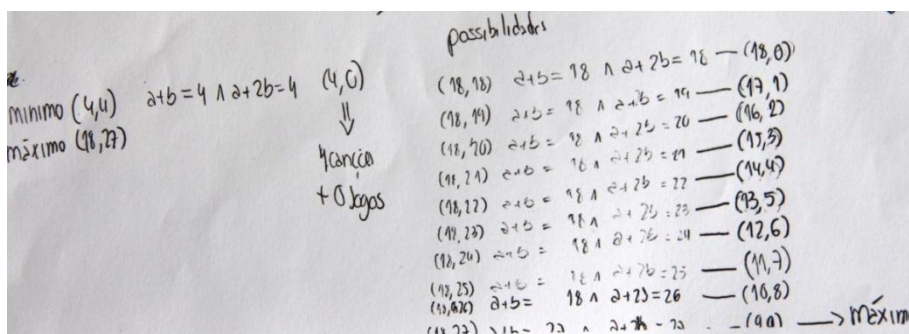 mínimo (4,4) a+b=4 ∧ a+2b=4 (4,0)
máximo (18,27)
⇓
4 canções
+ 0 Jogos
possibilidades
(18,18) a+b = 18 ∧ a+2b = 18 — (18,0)
(18,19) a+b = 18 ∧ a+2b = 19 — (17,1)
(18,20) a+b = 18 ∧ a+2b = 20 — (16,2)
(18,21) a+b = 18 ∧ a+2b = 21 — (15,3)
(18,22) a+b = 18 ∧ a+2b = 22 — (14,4)
(18,23) a+b = 18 ∧ a+2b = 23 — (13,5)
(18,24) a+b = 18 ∧ a+2b = 24 — (12,6)
(18,25) a+b = 18 ∧ a+2b = 25 — (11,7)
(18,26) a+b = 18 ∧ a+2b = 26 — (10,8)
(9,9) → máximo